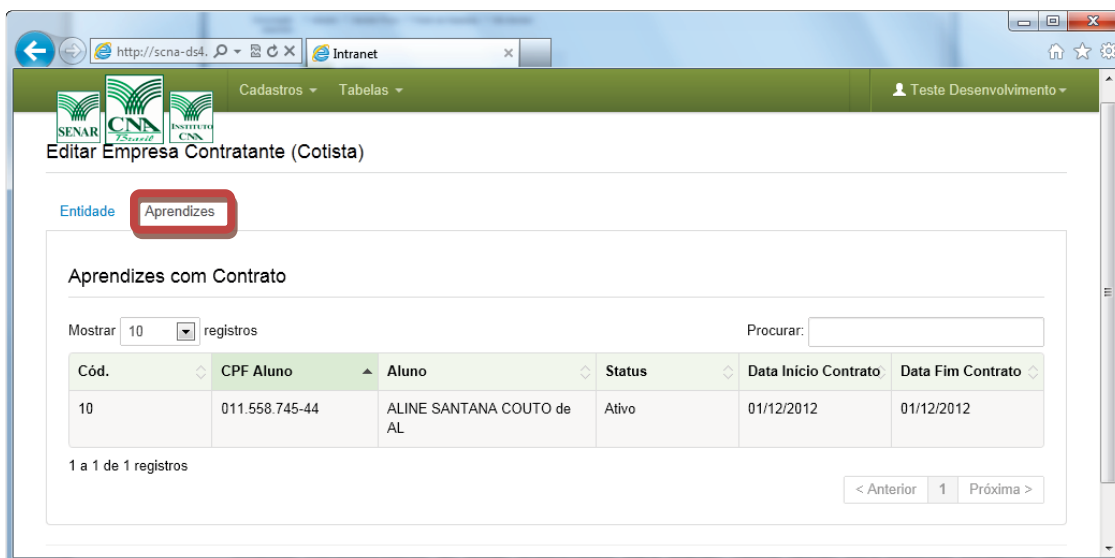 http://scna-ds4.
Intranet
Cadastros Tabelas Teste Desenvolvimento
SENAR CNA Brasil INSTITUTO CNA
Editar Empresa Contratante (Cotista)
Entidade Aprendizes
Aprendizes com Contrato
Mostrar 10 registros Procurar:
Cód. CPF Aluno Aluno Status Data Início Contrato Data Fim Contrato
10 011.558.745-44 ALINE SANTANA COUTO de Ativo 01/12/2012 01/12/2012
AL
1 a 1 de 1 registros
< Anterior 1 Próxima >